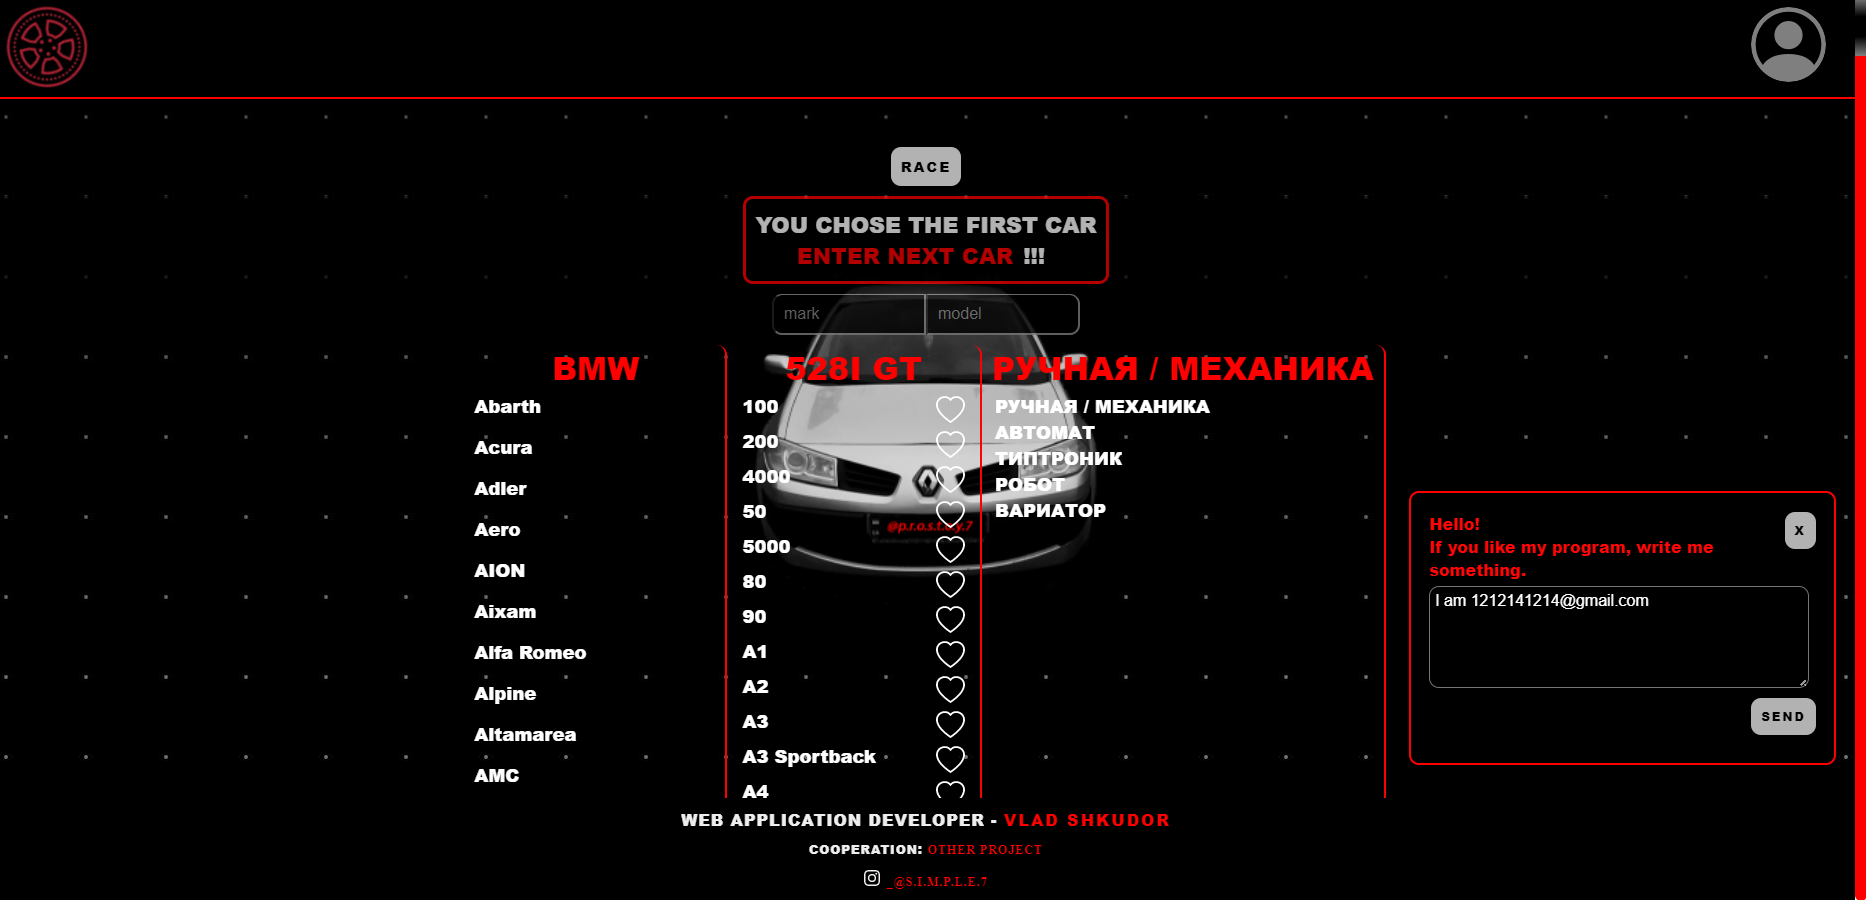 RACE
YOU CHOSE THE FIRST CAR
ENTER NEXT CAR !!!
mark
model
BMW
Abarth
Acura
Adler
Aero
AION
Aixam
Alfa Romeo
Alpine
Altamarea
AMC
528I GT
100
200
4000
50
5000
80
90
A1
A2
A3
A3 Sportback
A4
РУЧНАЯ / МЕХАНИКА
РУЧНАЯ / МЕХАНИКА
АВТОМАТ
ТИПТРОНИК
РОБОТ
ВАРИАТОР
Hello!
If you like my program, write me
something.
X
I am 1212141214@gmail.com
SEND
WEB APPLICATION DEVELOPER - VLAD SHKUDOR
COOPERATION: OTHER PROJECT
_@S.I.M.P.L.E.7